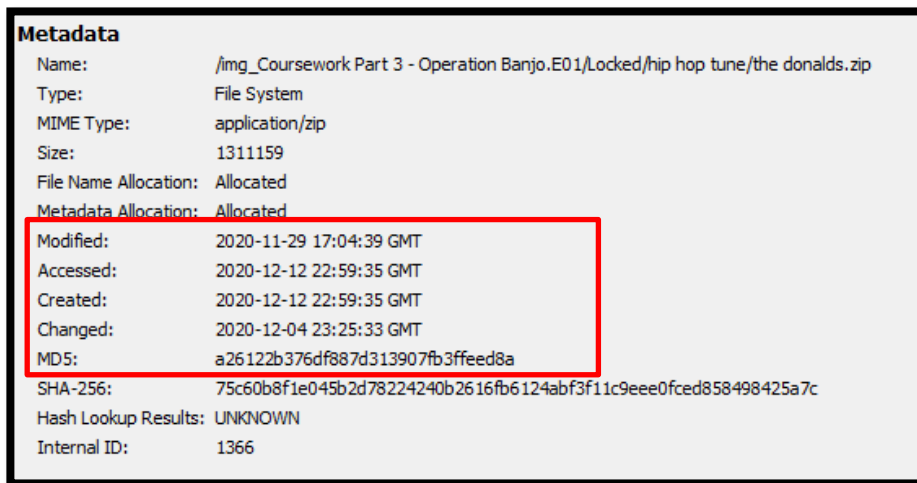 Metadata
Name: /img_Coursework Part 3 - Operation Banjo.E01/Locked/hip hop tune/the donalds.zip
Type: File System
MIME Type: application/zip
Size: 1311159
File Name Allocation: Allocated
Metadata Allocation: Allocated
Modified: 2020-11-29 17:04:39 GMT
Accessed: 2020-12-12 22:59:35 GMT
Created: 2020-12-12 22:59:35 GMT
Changed: 2020-12-04 23:25:33 GMT
MD5: a26122b376df887d313907fb3ffeed8a
SHA-256: 75c60b8f1e045b2d78224240b2616fb6124abf3f11c9eee0fced858498425a7c
Hash Lookup Results: UNKNOWN
Internal ID: 1366